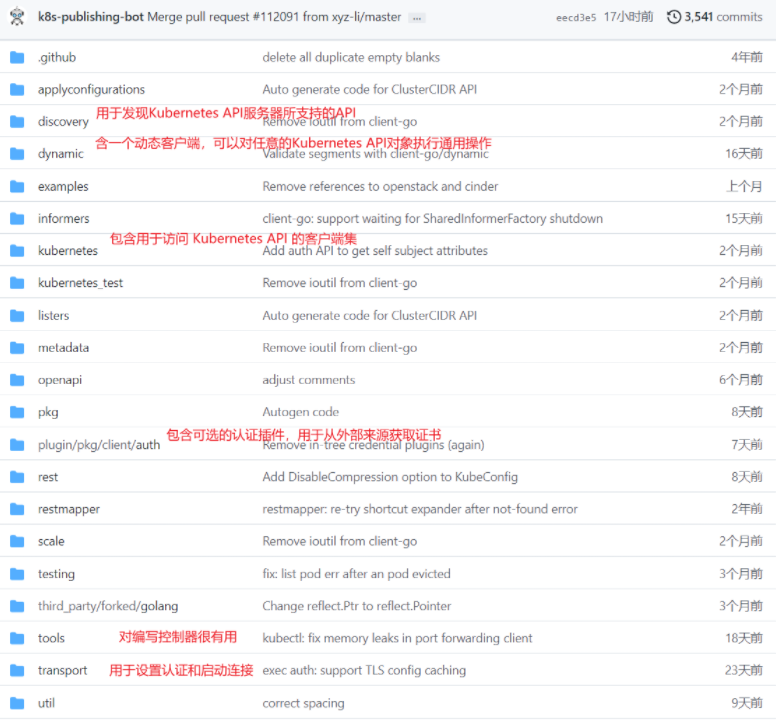 k8s-publishing-bot Merge pull request #112091 from xyz-li/master ... eecd3e5 17小时前 3,541 commits
.github delete all duplicate empty blanks 4年前
applyconfigurations Auto generate code for ClusterCIDR API 2个月前
用于发现Kubernetes API服务器所支持的API
discovery Remove ioutil from client-go 2个月前
含一个动态客户端，可以对任意的Kubernetes API对象执行通用操作
dynamic Validate segments with client-go/dynamic 16天前
examples Remove references to openstack and cinder 上个月
informers client-go: support waiting for SharedInformerFactory shutdown 15天前
包含用于访问 Kubernetes API 的客户端集
kubernetes Add auth API to get self subject attributes 2个月前
kubernetes_test Remove ioutil from client-go 2个月前
listers Auto generate code for ClusterCIDR API 2个月前
metadata Remove ioutil from client-go 2个月前
openapi adjust comments 6个月前
pkg Autogen code 8天前
包含可选的认证插件，用于从外部来源获取证书
plugin/pkg/client/auth Remove in-tree credential plugins (again) 7天前
rest Add DisableCompression option to KubeConfig 8天前
restmapper restmapper: re-try shortcut expander after not-found error 2年前
scale Remove ioutil from client-go 2个月前
testing fix: list pod err after an pod evicted 3个月前
third_party/forked/golang Change reflect.Ptr to reflect.Pointer 3个月前
tools 对编写控制器很有用 kubectl: fix memory leaks in port forwarding client 18天前
transport 用于设置认证和启动连接 exec auth: support TLS config caching 23天前
util correct spacing 9天前